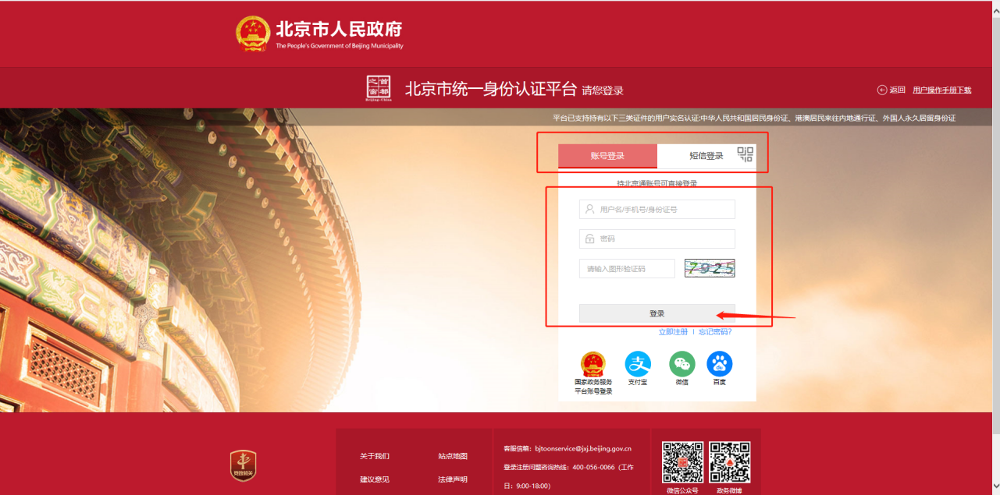 北京市人民政府
The People's Government of Beijing Municipality
首都之窗
Beijing-China
北京市统一身份认证平台 请您登录
返回 用户操作手册下载
平台已支持持有以下三类证件的用户实名认证:中华人民共和国居民身份证、港澳居民来往内地通行证、外国人永久居留身份证
账号登录 短信登录
持北京通账号可直接登录
用户名/手机号/身份证号
密码
请输入图形验证码 7925
登录
立即注册 | 忘记密码?
国家政务服务
平台账号登录
支付宝
微信
百度
党政机关
关于我们 站点地图
建议意见 法律声明
客服信箱：bjtoonservice@jxj.beijing.gov.cn
登录注册问题咨询热线：400-056-0066（工作
日：9:00-18:00）
微信公众号 政务微博